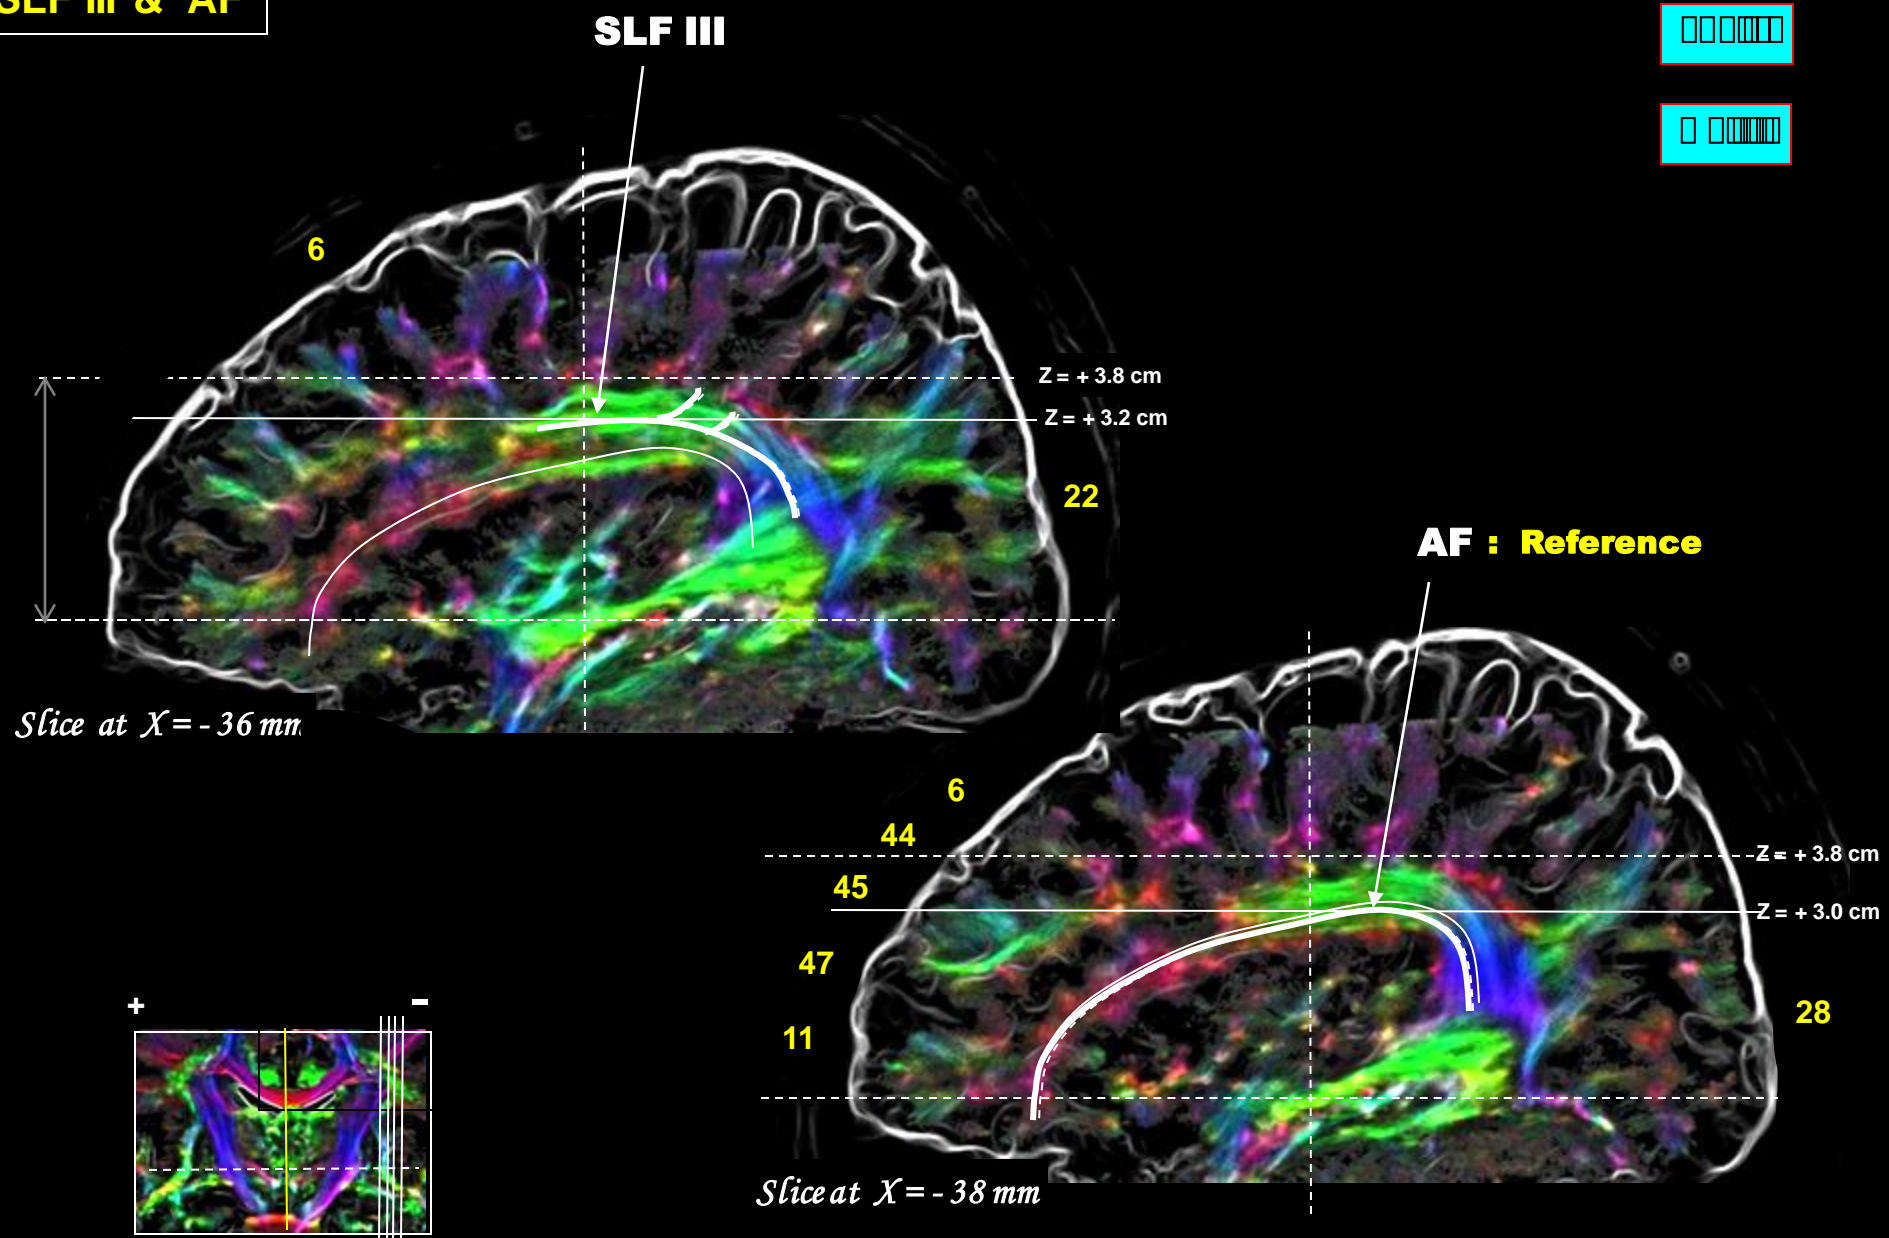 SLF III & AF
SLF III
6
Z = + 3.8 cm
Z = + 3.2 cm
22
AF : Reference
Slice at X = - 36 mm
6
44
Z = + 3.8 cm
45
Z = + 3.0 cm
47
+ -
28
11
Slice at X = - 38 mm